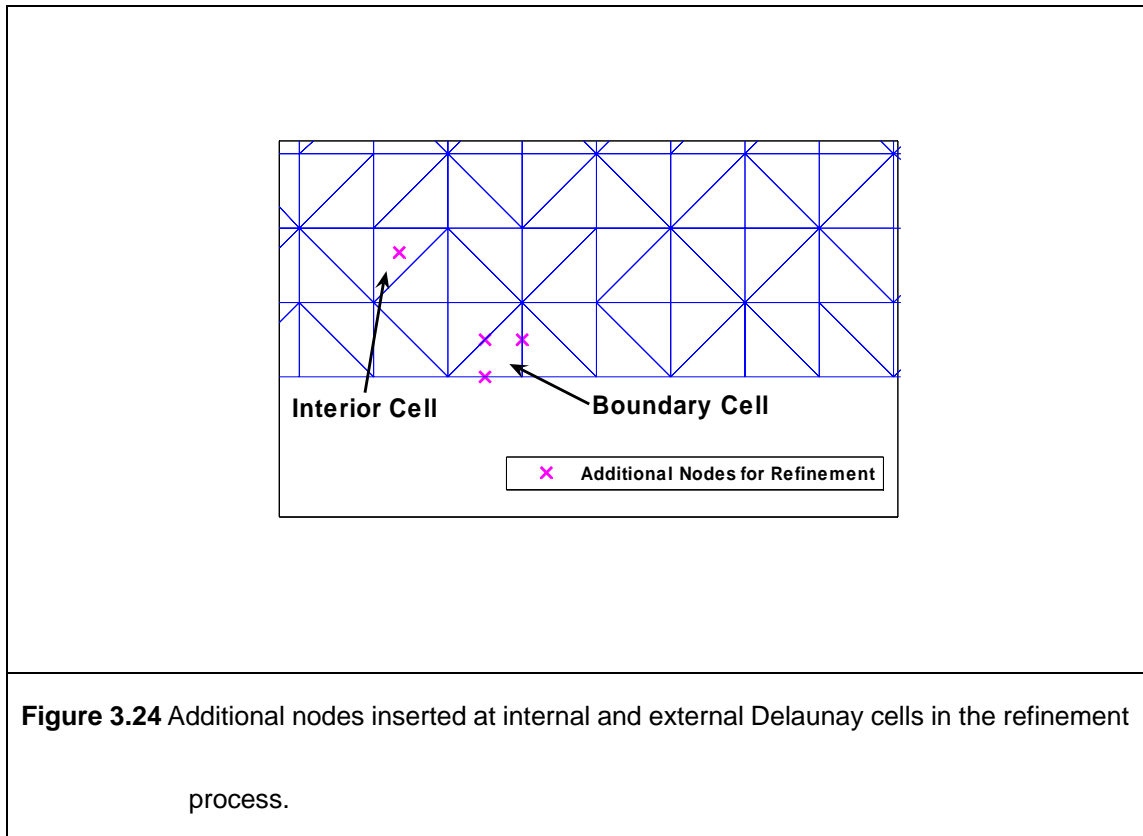 Interior Cell
Boundary Cell
Additional Nodes for Refinement
Figure 3.24 Additional nodes inserted at internal and external Delaunay cells in the refinement
process.